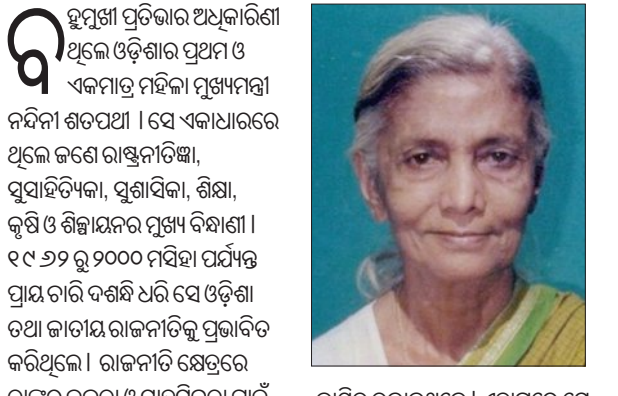 ବହୁମୁଖୀ ପ୍ରତିଭାର ଅଧିକାରିଣୀ
ଥିଲେ ଓଡ଼ିଶାର ପ୍ରଥମ ଓ
ଏକମାତ୍ର ମହିଳା ମୁଖ୍ୟମନ୍ତ୍ରୀ
ନନ୍ଦିନୀ ଶତପଥୀ । ସେ ଏକାଧାରରେ
ଥିଲେ ଜଣେ ରାଷ୍ଟ୍ରନୀତିଜ୍ଞା,
ସୁସାହିତ୍ୟିକା, ସୁଶାସିକା, ଶିକ୍ଷା,
କୃଷି ଓ ଶିଳ୍ପାୟନର ମୁଖ୍ୟ ବିନ୍ଧାଣୀ ।
୧୯୬୨ ରୁ ୨୦୦୦ ମସିହା ପର୍ଯ୍ୟନ୍ତ
ପ୍ରାୟ ଚାରି ଦଶନ୍ଧି ଧରି ସେ ଓଡ଼ିଶା
ତଥା ଜାତୀୟ ରାଜନୀତିକୁ ପ୍ରଭାବିତ
କରିଥିଲେ । ରାଜନୀତି କ୍ଷେତ୍ରରେ